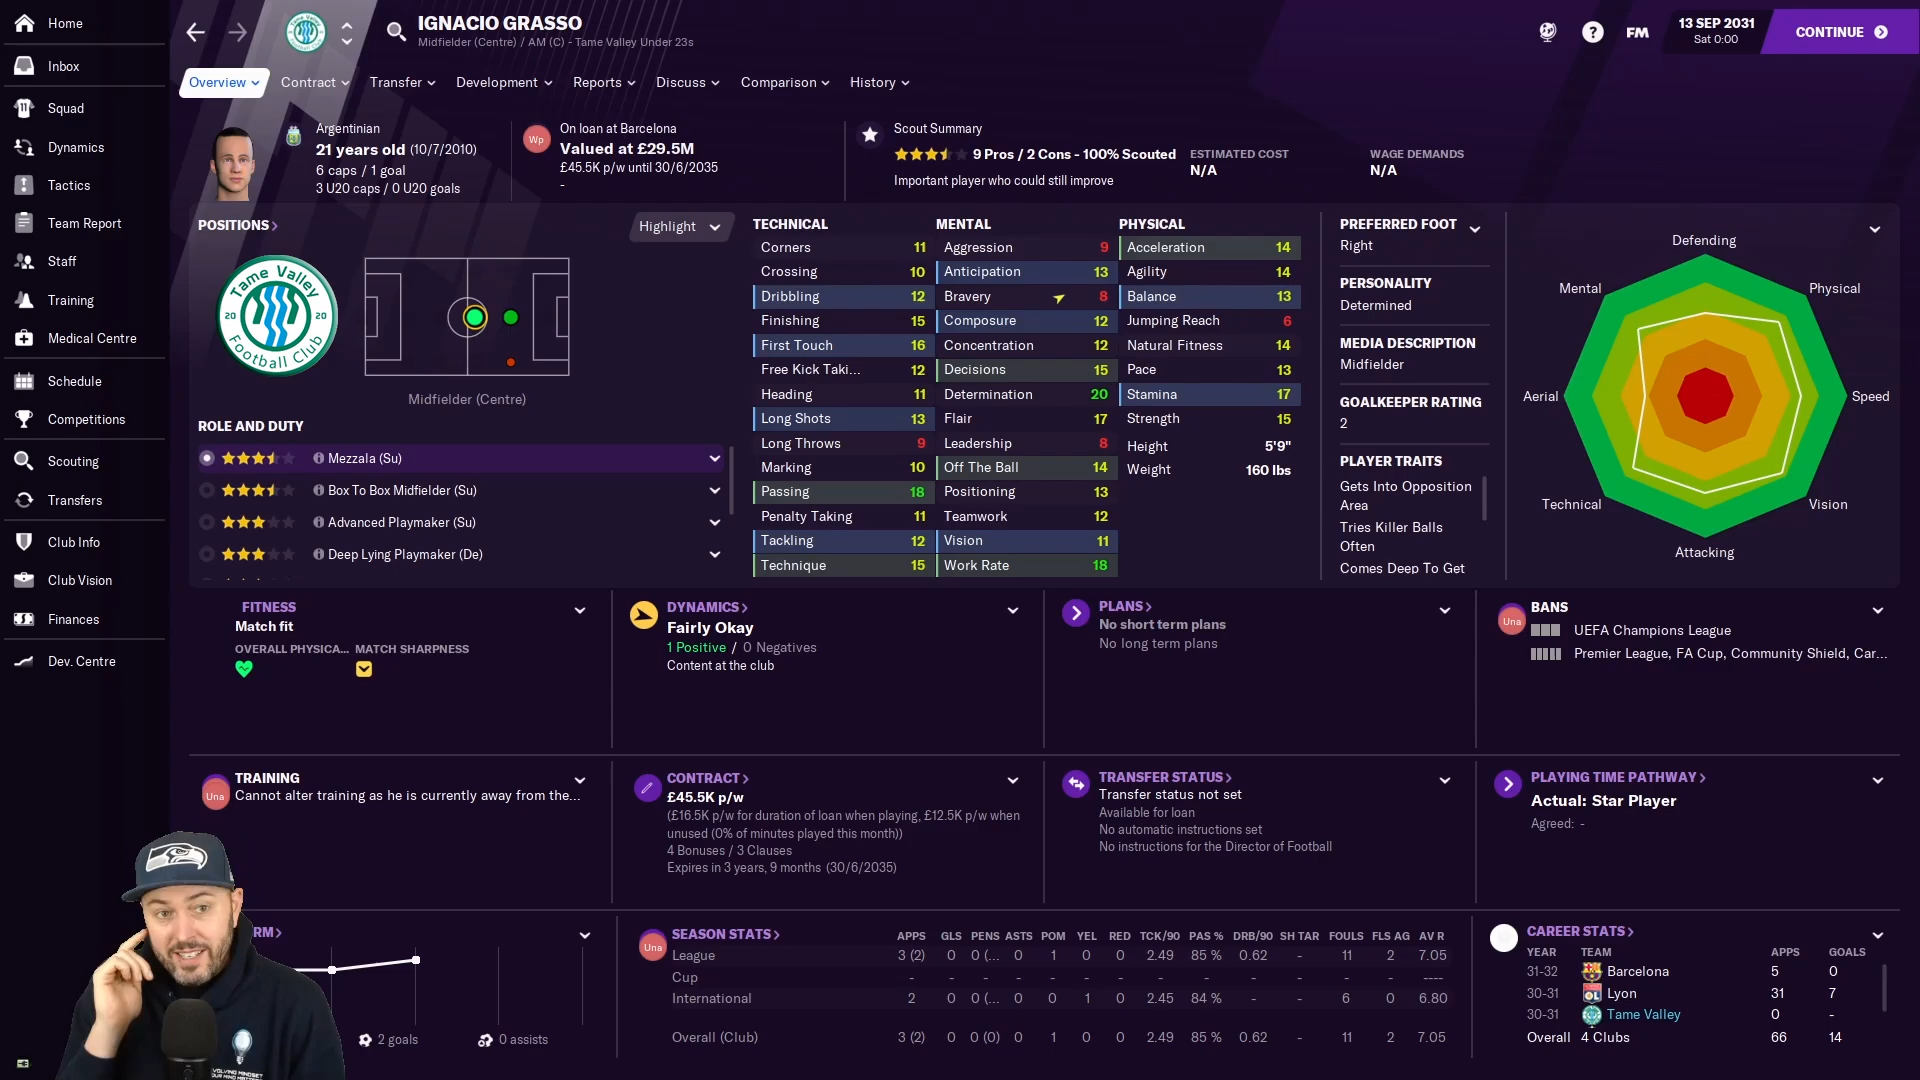 Home
Inbox
Squad
Dynamics
Tactics
Team Report
Staff
Training
Medical Centre
Schedule
Competitions
Scouting
Transfers
Club Info
Club Vision
Finances
Dev. Centre
IGNACIO GRASSO
Midfielder (Centre) / AM (C) - Tame Valley Under 23s
FM
13 SEP 2031
Sat 0:00
CONTINUE
Overview Contract Transfer Development Reports Discuss Comparison History
Argentinian
21 years old (10/7/2010)
6 caps / 1 goal
3 U20 caps / 0 U20 goals
Wp
On loan at Barcelona
Valued at £29.5M
£45.5K p/w until 30/6/2035
-
Scout Summary
9 Pros / 2 Cons - 100% Scouted
Important player who could still improve
ESTIMATED COST
N/A
WAGE DEMANDS
N/A
POSITIONS
Highlight
Tame Valley
20 20
Football Club
Midfielder (Centre)
ROLE AND DUTY
Mezzala (Su)
Box To Box Midfielder (Su)
Advanced Playmaker (Su)
Deep Lying Playmaker (De)
TECHNICAL
Corners 11
Crossing 10
Dribbling 12
Finishing 15
First Touch 16
Free Kick Taki... 12
Heading 11
Long Shots 13
Long Throws 9
Marking 10
Passing 18
Penalty Taking 11
Tackling 12
Technique 15
MENTAL
Aggression 9
Anticipation 13
Bravery 8
Composure 12
Concentration 12
Decisions 15
Determination 20
Flair 17
Leadership 8
Off The Ball 14
Positioning 13
Teamwork 12
Vision 11
Work Rate 18
PHYSICAL
Acceleration 14
Agility 14
Balance 13
Jumping Reach 6
Natural Fitness 14
Pace 13
Stamina 17
Strength 15
Height 5'9"
Weight 160 lbs
PREFERRED FOOT
Right
PERSONALITY
Determined
MEDIA DESCRIPTION
Midfielder
GOALKEEPER RATING
2
PLAYER TRAITS
Gets Into Opposition
Area
Tries Killer Balls
Often
Comes Deep To Get
Defending
Mental
Physical
Aerial
Speed
Technical
Vision
Attacking
FITNESS
Match fit
OVERALL PHYSICA... MATCH SHARPNESS
DYNAMICS
Fairly Okay
1 Positive / 0 Negatives
Content at the club
PLANS
No short term plans
No long term plans
Una
BANS
UEFA Champions League
Premier League, FA Cup, Community Shield, Car...
Una
TRAINING
Cannot alter training as he is currently away from the...
CONTRACT
£45.5K p/w
(£16.5K p/w for duration of loan when playing, £12.5K p/w when
unused (0% of minutes played this month))
4 Bonuses / 3 Clauses
Expires in 3 years, 9 months (30/6/2035)
TRANSFER STATUS
Transfer status not set
Available for loan
No automatic instructions set
No instructions for the Director of Football
PLAYING TIME PATHWAY
Actual: Star Player
Agreed: -
RM
2 goals
0 assists
Una
SEASON STATS APPS GLS PENS ASTS POM YEL RED TCK/90 PAS % DRB/90 SH TAR FOULS FLS AG AV R
League 3 (2) 0 0 (... 0 1 0 0 2.49 85 % 0.62 - 11 2 7.05
Cup - - - - - - - - - - - - - ----
International 2 0 0 (... 0 0 1 0 2.45 84 % - - 6 0 6.80
Overall (Club) 3 (2) 0 0 (0) 0 1 0 0 2.49 85 % 0.62 - 11 2 7.05
CAREER STATS
YEAR TEAM APPS GOALS
31-32 Barcelona 5 0
30-31 Lyon 31 7
30-31 Tame Valley 0 -
Overall 4 Clubs 66 14